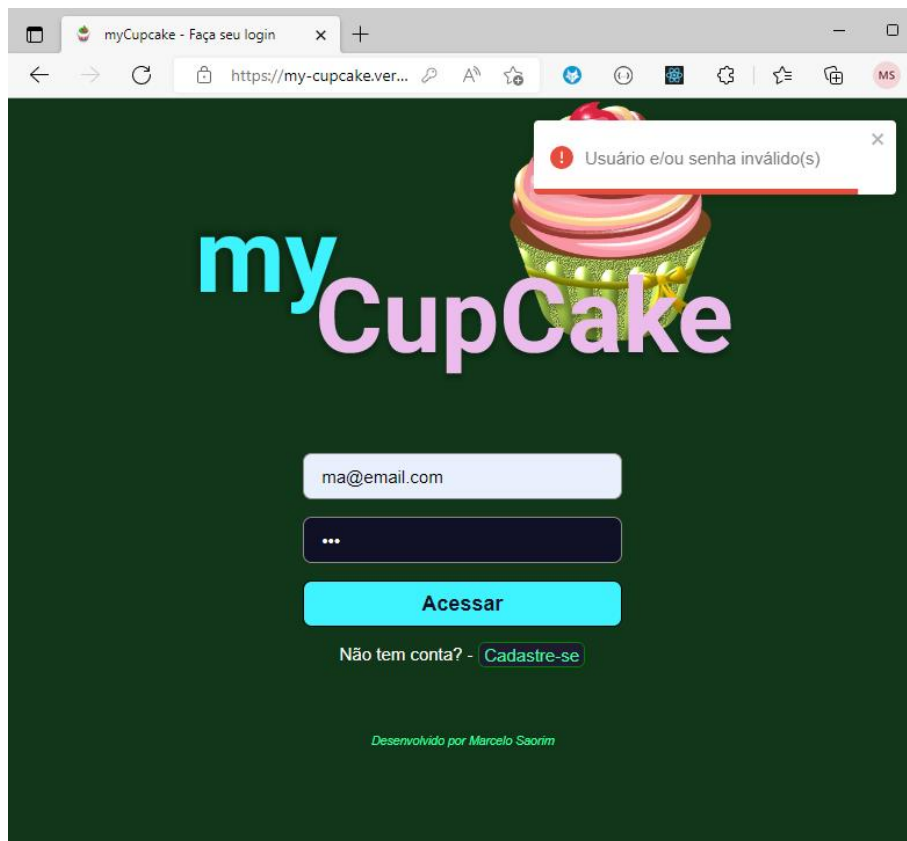 myCupcake - Faça seu login
https://my-cupcake.ver...
MS
Usuário e/ou senha inválido(s)
my
CupCake
ma@email.com
•••
Acessar
Não tem conta? - Cadastre-se
Desenvolvido por Marcelo Saorim